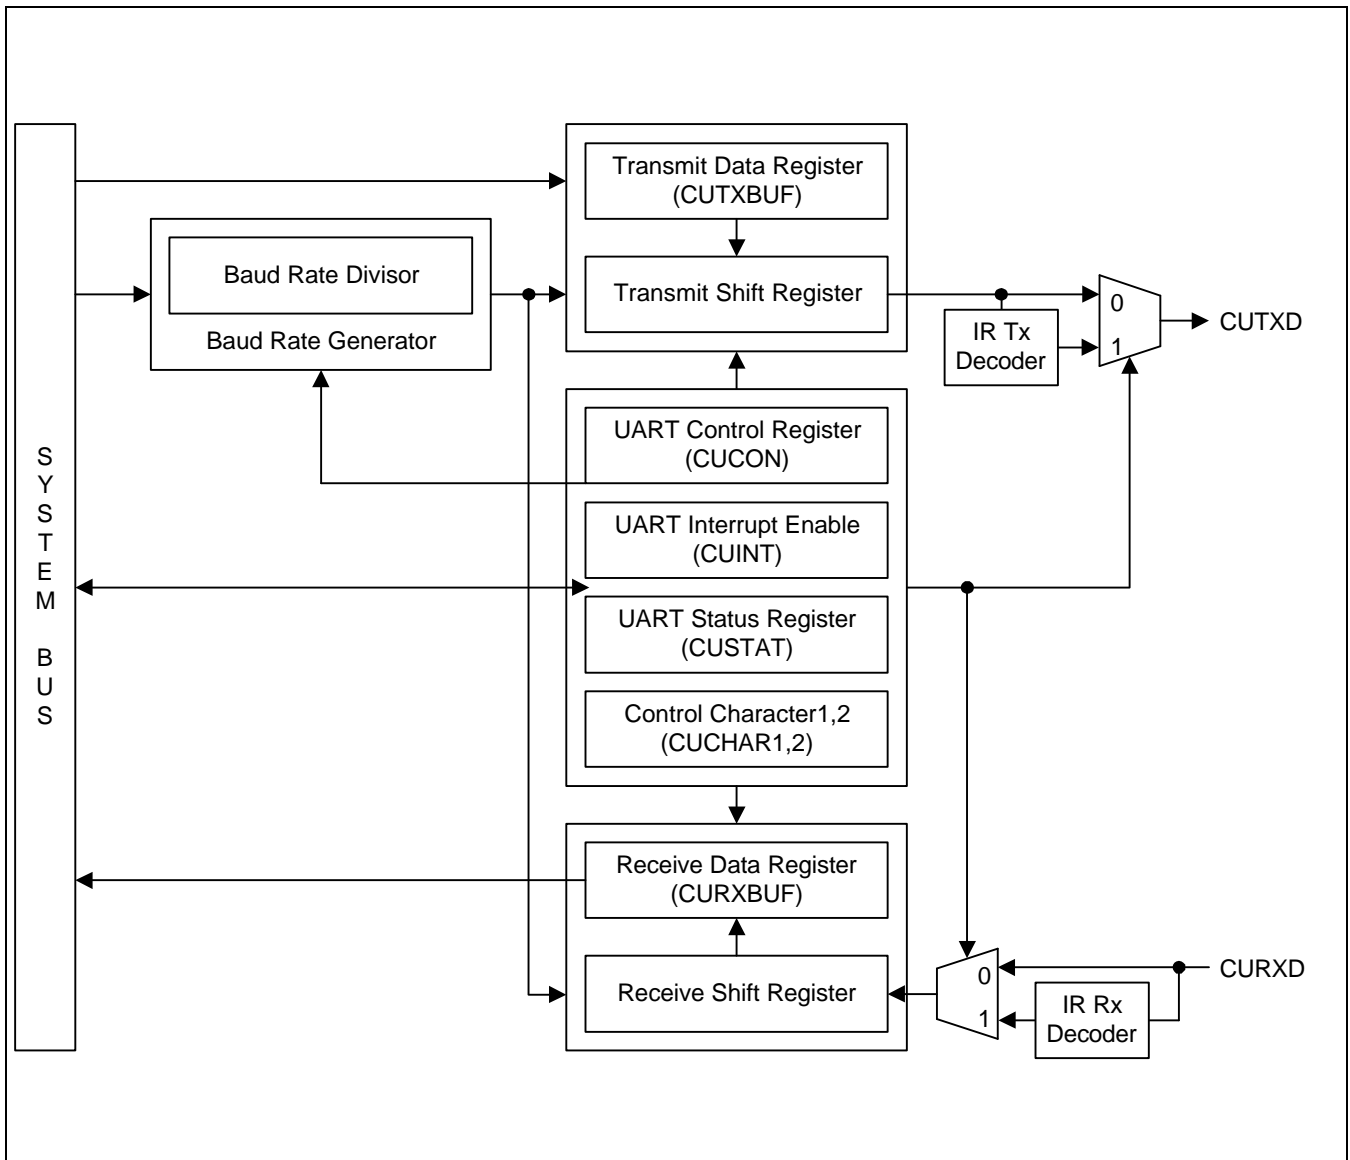 SYSTEM BUS
Transmit Data Register
(CUTXBUF)
Baud Rate Divisor
Baud Rate Generator
Transmit Shift Register
0
1
IR Tx
Decoder
CUTXD
UART Control Register
(CUCON)
UART Interrupt Enable
(CUINT)
UART Status Register
(CUSTAT)
Control Character1,2
(CUCHAR1,2)
Receive Data Register
(CURXBUF)
Receive Shift Register
0
1
IR Rx
Decoder
CURXD